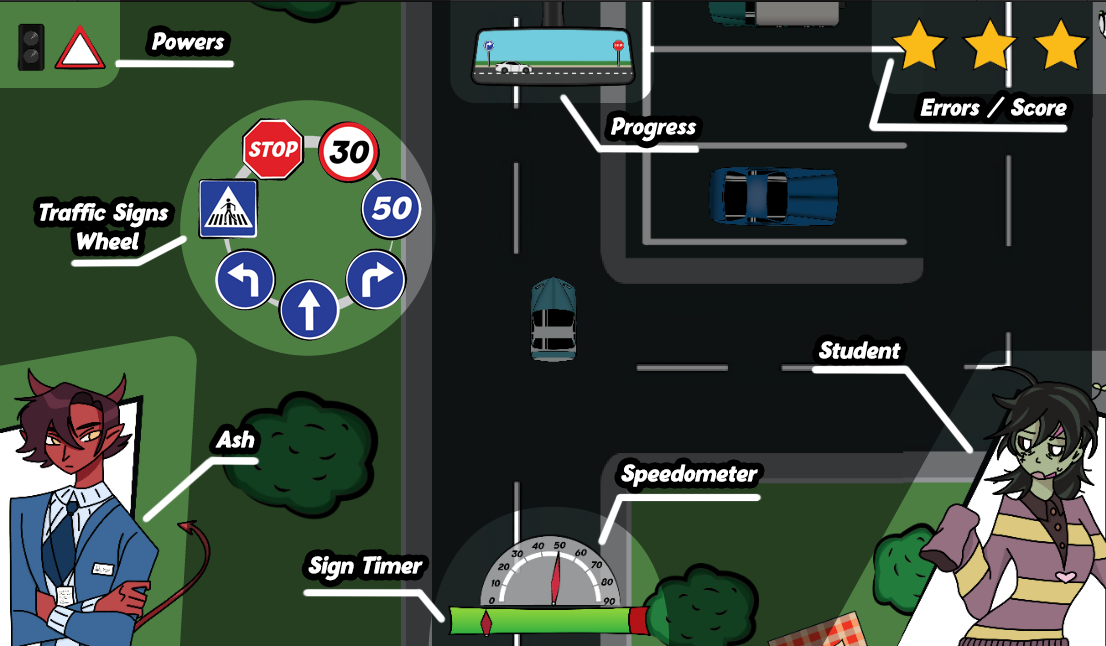 Powers
Progress
Errors / Score
STOP
30
50
Traffic Signs
Wheel
Student
Ash
Speedometer
Sign Timer
0
10
20
30
40
50
60
70
80
90